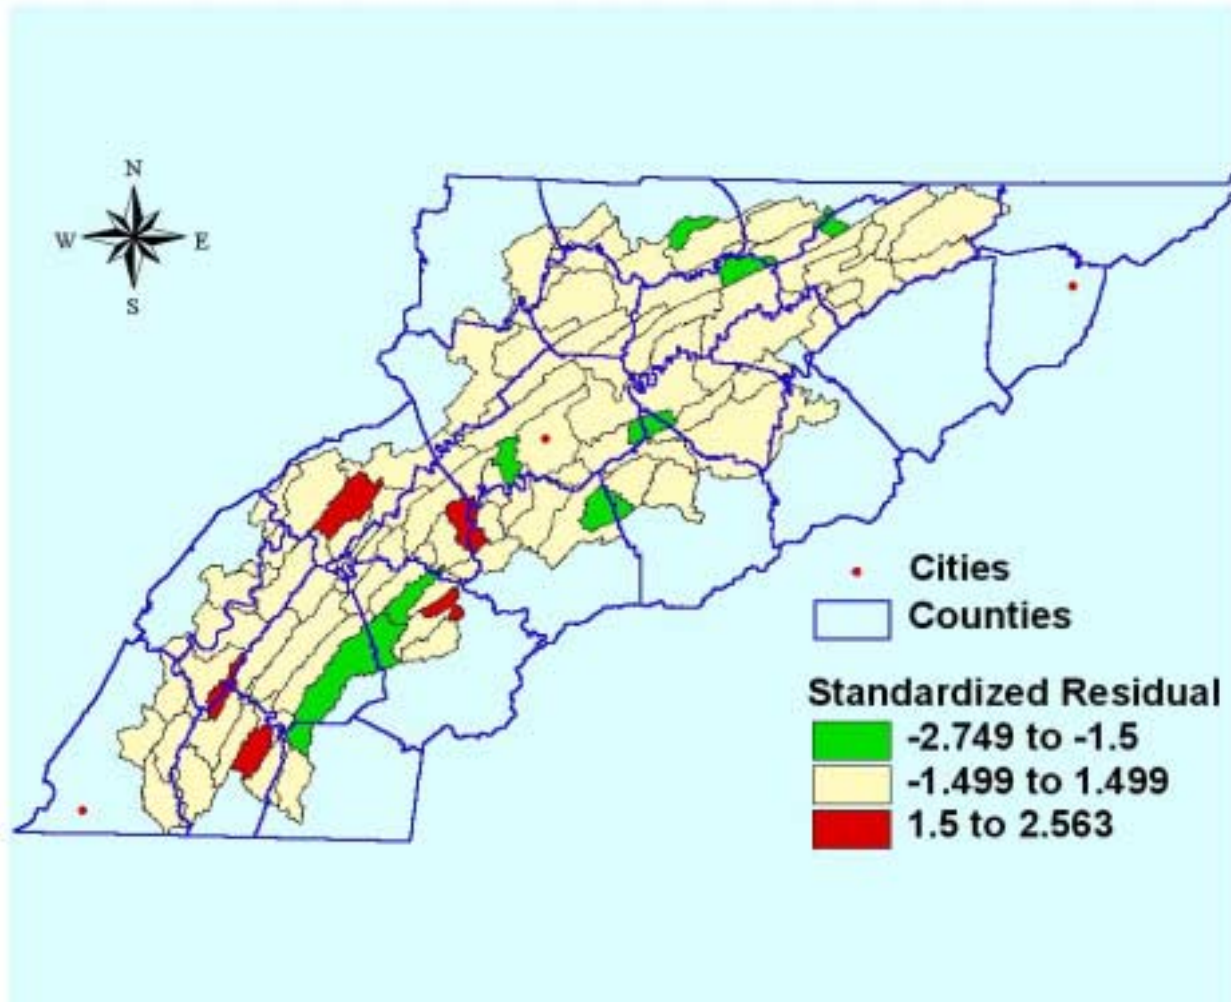 N
W E
S
Cities
Counties
Standardized Residual
-2.749 to -1.5
-1.499 to 1.499
1.5 to 2.563